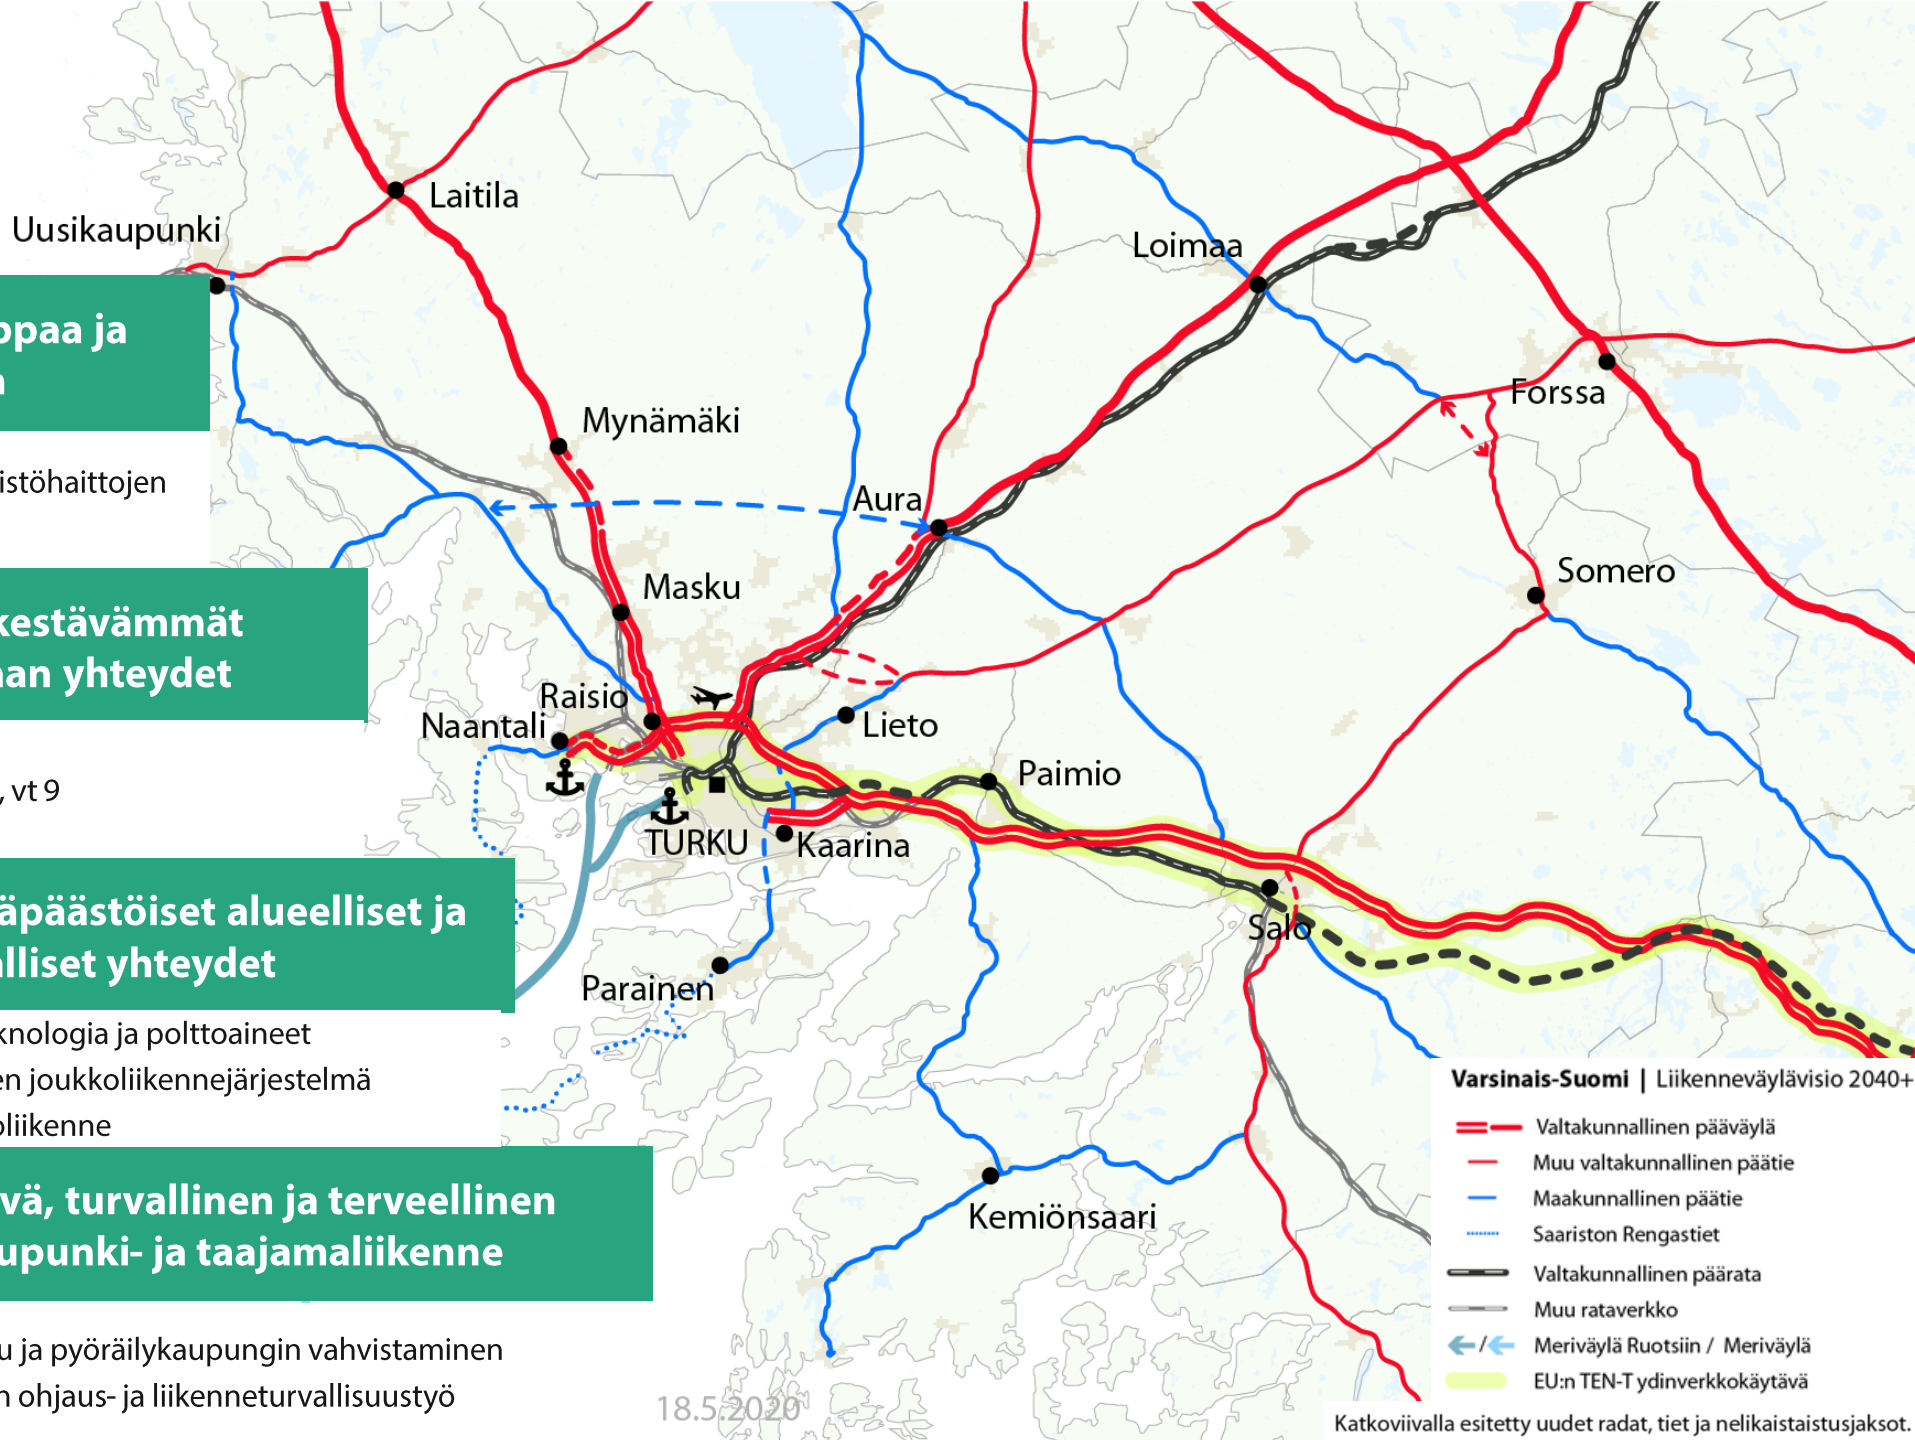 Laitila
Uusikaupunki
Loimaa
ppaa ja
Forssa
Mynämäki
istöhaittojen
Aura
Somero
Masku
kestävämmät
aan yhteydet
Raisio
Naantali
Lieto
Paimio
, vt 9
TURKU
Kaarina
äpäästöiset alueelliset ja
alliset yhteydet
Salo
Parainen
knologia ja polttoaineet
en joukkoliikennejärjestelmä
oliikenne
vä, turvallinen ja terveellinen
upunki- ja taajamaliikenne
Kemiönsaari
u ja pyöräilykaupungin vahvistaminen
n ohjaus- ja liikenneturvallisuustyö
18.5.2020
Varsinais-Suomi | Liikenneväylävisio 2040+
Valtakunnallinen pääväylä
Muu valtakunnallinen päätie
Maakunnallinen päätie
Saariston Rengastiet
Valtakunnallinen päärata
Muu rataverkko
Meriväylä Ruotsiin / Meriväylä
EU:n TEN-T ydinverkkokäytävä
Katkoviivalla esitetty uudet radat, tiet ja nelikaistaistusjaksot.